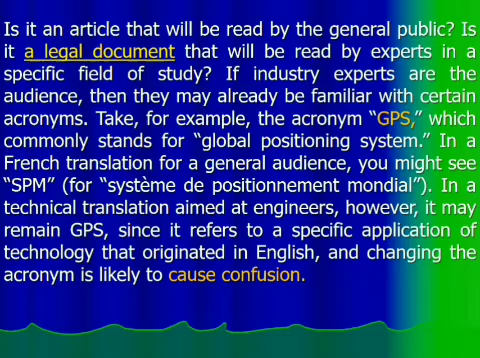 Is it an article that will be read by the general public? Is
it a legal document that will be read by experts in a
specific field of study? If industry experts are the
audience, then they may already be familiar with certain
acronyms. Take, for example, the acronym “GPS,” which
commonly stands for “global positioning system.” In a
French translation for a general audience, you might see
“SPM” (for “système de positionnement mondial”). In a
technical translation aimed at engineers, however, it may
remain GPS, since it refers to a specific application of
technology that originated in English, and changing the
acronym is likely to cause confusion.